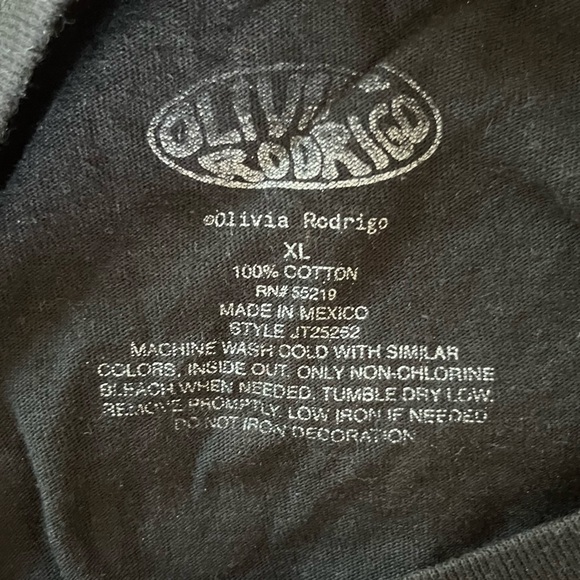 OLIVIA
RODRIGO
©Olivia Rodrigo
XL
100% COTTON
RN# 55219
MADE IN MEXICO
STYLE JT25262
MACHINE WASH COLD WITH SIMILAR
COLORS, INSIDE OUT. ONLY NON-CHLORINE
BLEACH WHEN NEEDED. TUMBLE DRY LOW.
REMOVE PROMPTLY. LOW IRON IF NEEDED
DO NOT IRON DECORATION